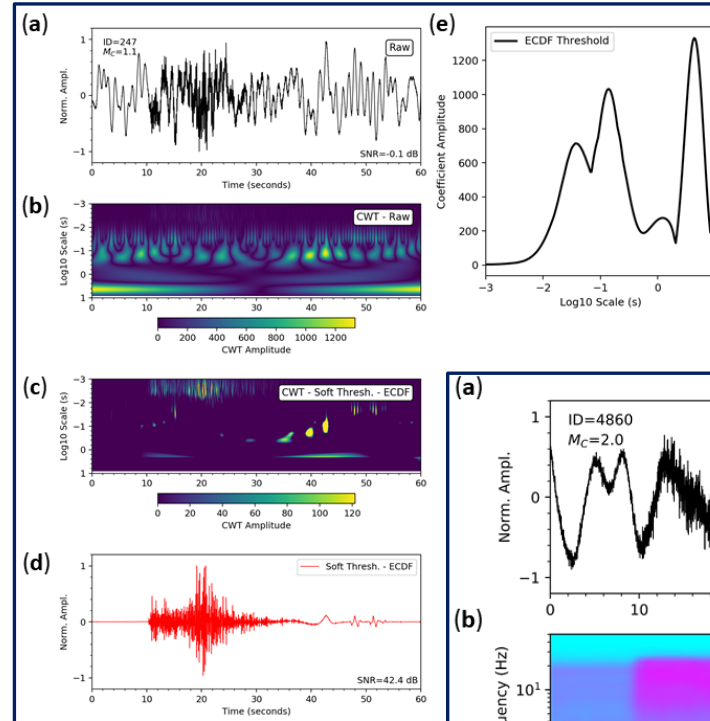 (a)
ID=247
Mc=1.1
Raw
Norm. Ampl.
1
0
−1
SNR=-0.1 dB
0 10 20 30 40 50 60
Time (seconds)
(b)
CWT - Raw
Log10 Scale (s)
−3
−2
−1
0
1
0 10 20 30 40 50 60
0 200 400 600 800 1000 1200
CWT Amplitude
(c)
CWT - Soft Thresh. - ECDF
Log10 Scale (s)
−3
−2
−1
0
1
0 10 20 30 40 50 60
0 20 40 60 80 100 120
CWT Amplitude
(d)
Soft Thresh. - ECDF
Norm. Ampl.
1
0
−1
SNR=42.4 dB
0 10 20 30 40 50 60
Time (seconds)
(e)
ECDF Threshold
Coefficient Amplitude
1200
1000
800
600
400
200
0
−3 −2 −1 0
Log10 Scale (s)
(a)
ID=4860
Mc=2.0
Norm. Ampl.
1
0
−1
0 10
(b)
quency (Hz)
10¹